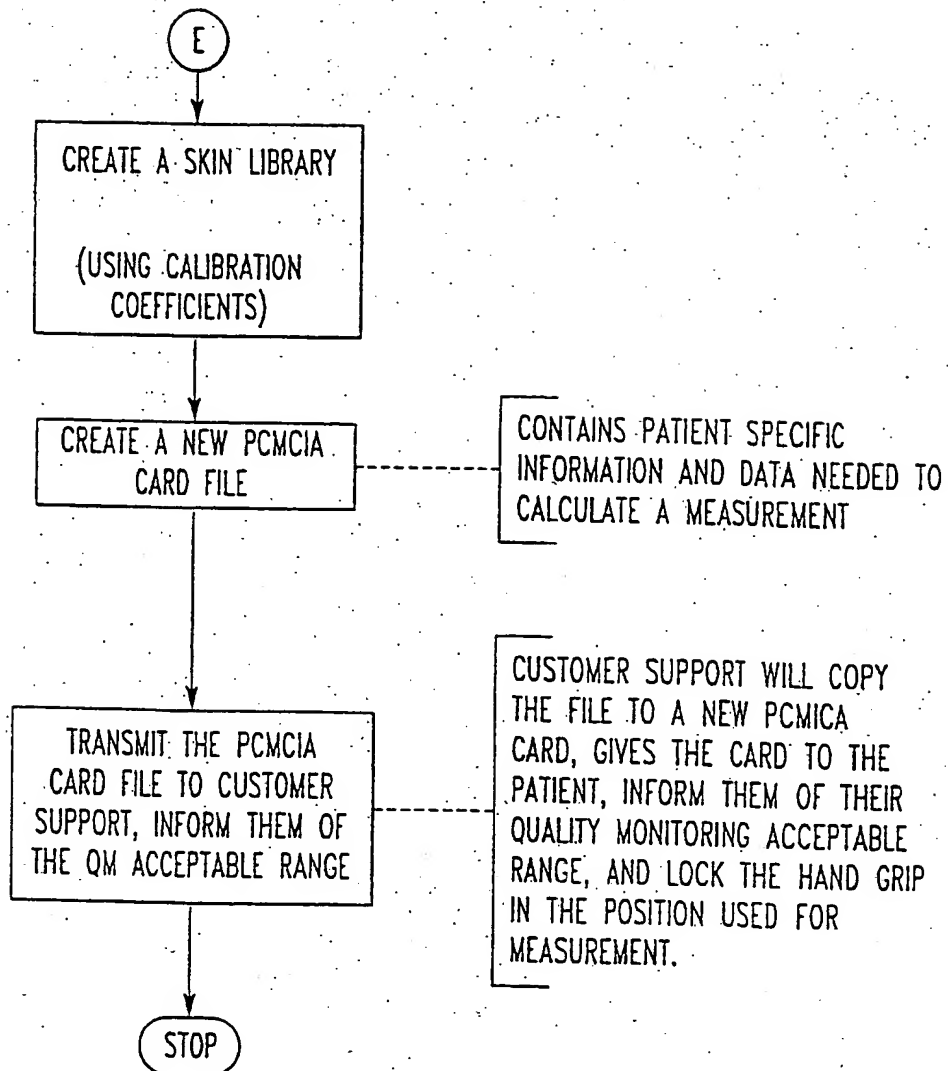 E
CREATE A SKIN LIBRARY
(USING CALIBRATION
COEFFICIENTS)
CREATE A NEW PCMCIA
CARD FILE
CONTAINS PATIENT SPECIFIC
INFORMATION AND DATA NEEDED TO
CALCULATE A MEASUREMENT
TRANSMIT THE PCMCIA
CARD FILE TO CUSTOMER
SUPPORT, INFORM THEM OF
THE QM ACCEPTABLE RANGE
CUSTOMER SUPPORT WILL COPY
THE FILE TO A NEW PCMICA
CARD, GIVES THE CARD TO THE
PATIENT, INFORM THEM OF THEIR
QUALITY MONITORING ACCEPTABLE
RANGE, AND LOCK THE HAND GRIP
IN THE POSITION USED FOR
MEASUREMENT.
STOP